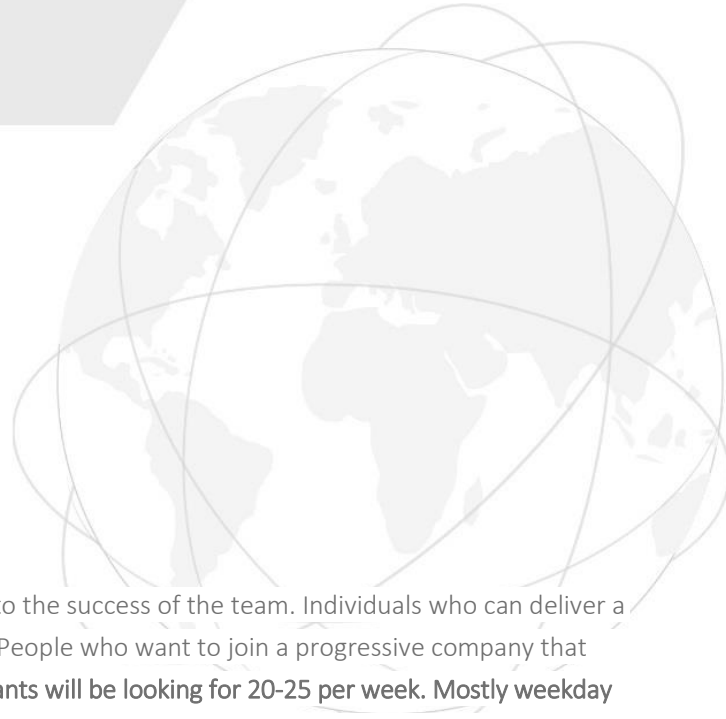 to the success of the team. Individuals who can deliver a
People who want to join a progressive company that
ants will be looking for 20-25 per week. Mostly weekday